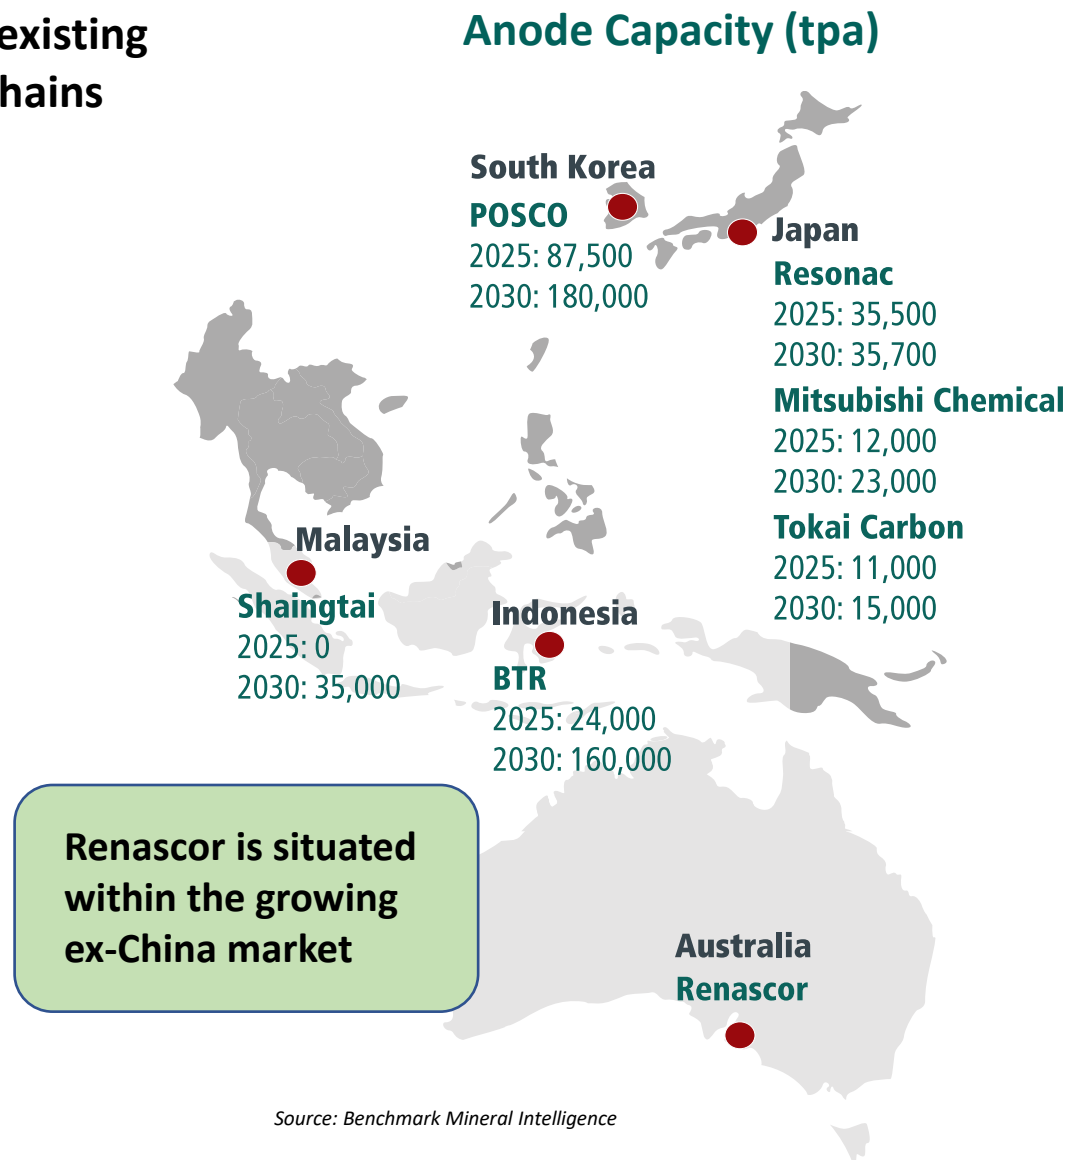 existing
hains
Anode Capacity (tpa)
South Korea
POSCO
2025: 87,500
2030: 180,000
Japan
Resonac
2025: 35,500
2030: 35,700
Mitsubishi Chemical
2025: 12,000
2030: 23,000
Tokai Carbon
2025: 11,000
2030: 15,000
Malaysia
Shaingtai
2025: 0
2030: 35,000
Indonesia
BTR
2025: 24,000
2030: 160,000
Renascor is situated
within the growing
ex-China market
Australia
Renascor
Source: Benchmark Mineral Intelligence